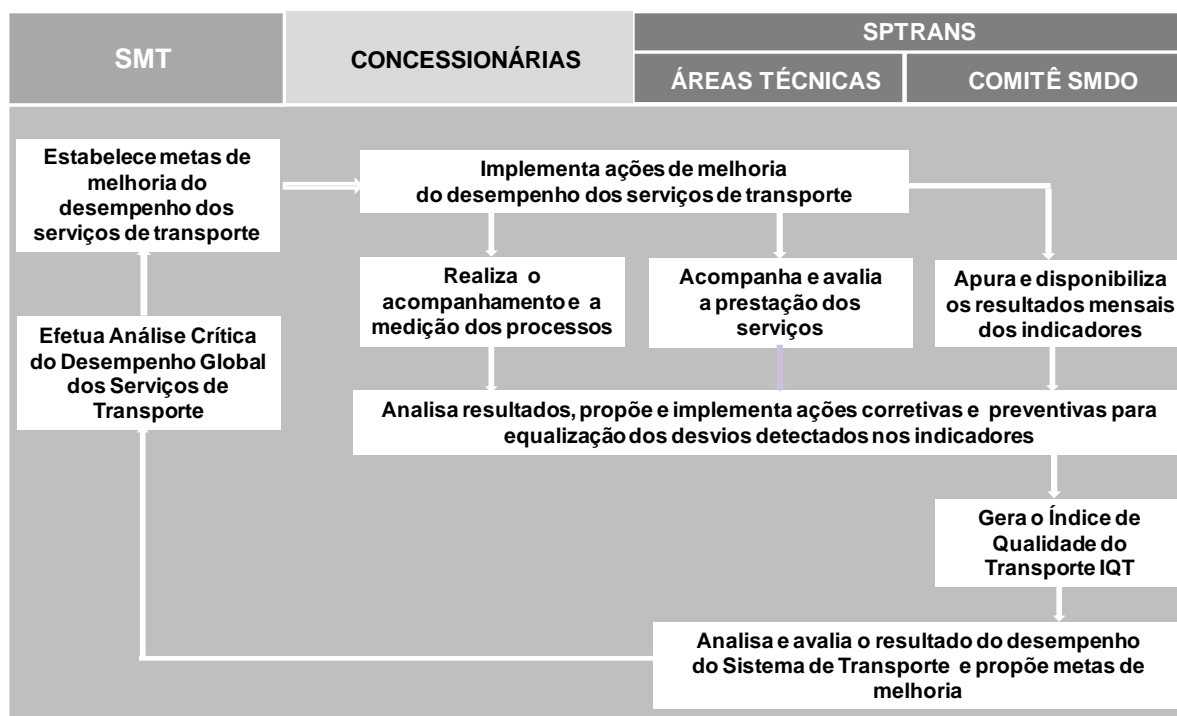 SMT
CONCESSIONÁRIAS
SPTRANS
ÁREAS TÉCNICAS
COMITÊ SMDO
Estabelece metas de
melhoria do
desempenho dos
serviços de transporte
Implementa ações de melhoria
do desempenho dos serviços de transporte
Realiza o
acompanhamento e a
medição dos processos
Acompanha e avalia
a prestação dos
serviços
Apura e disponibiliza
os resultados mensais
dos indicadores
Efetua Análise Crítica
do Desempenho Global
dos Serviços de
Transporte
Analisa resultados, propõe e implementa ações corretivas e preventivas para
equalização dos desvios detectados nos indicadores
Gera o Índice de
Qualidade do
Transporte IQT
Analisa e avalia o resultado do desempenho
do Sistema de Transporte e propõe metas de
melhoria